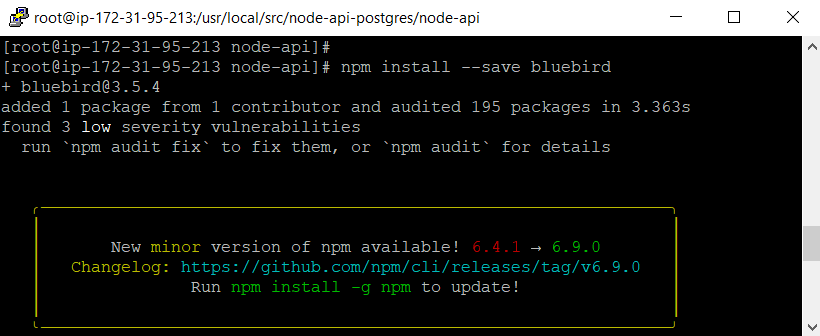 root@ip-172-31-95-213:/usr/local/src/node-api-postgres/node-api
[root@ip-172-31-95-213 node-api]#
[root@ip-172-31-95-213 node-api]# npm install --save bluebird
+ bluebird@3.5.4
added 1 package from 1 contributor and audited 195 packages in 3.363s
found 3 low severity vulnerabilities
run `npm audit fix` to fix them, or `npm audit` for details
New minor version of npm available! 6.4.1 → 6.9.0
Changelog: https://github.com/npm/cli/releases/tag/v6.9.0
Run npm install -g npm to update!